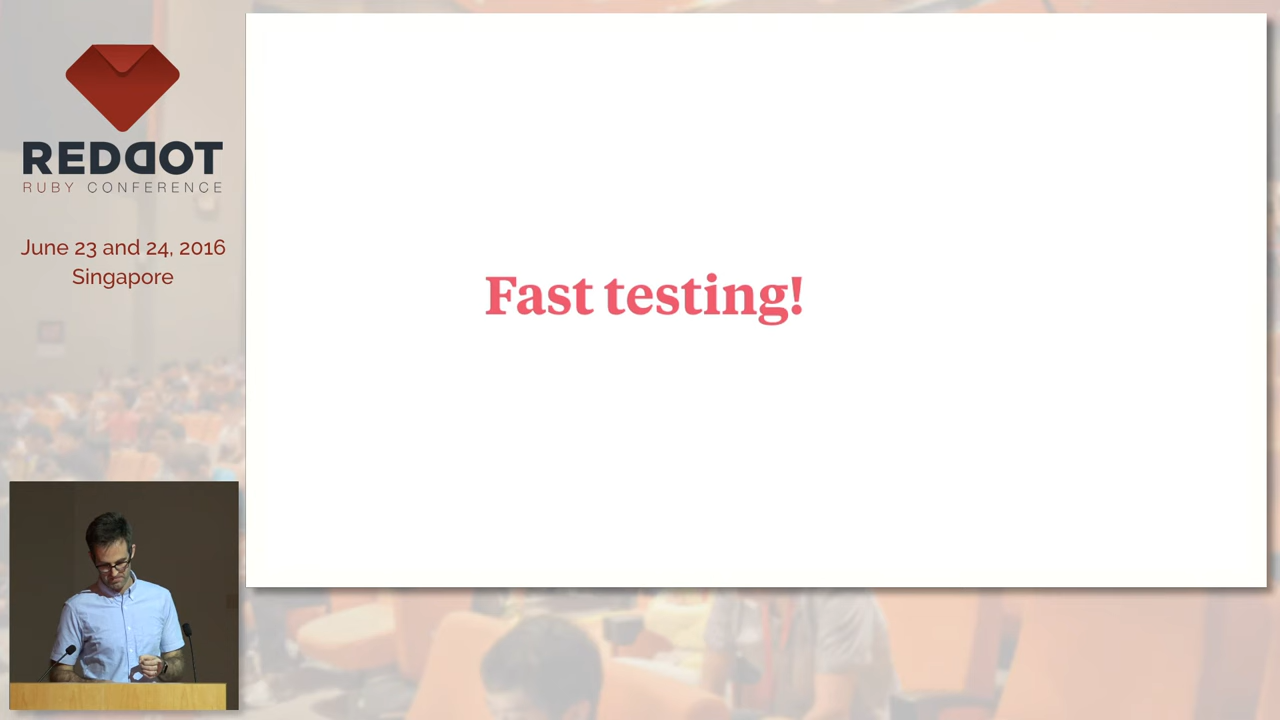 REDDOT
RUBY CONFERENCE
June 23 and 24, 2016
Singapore
Fast testing!